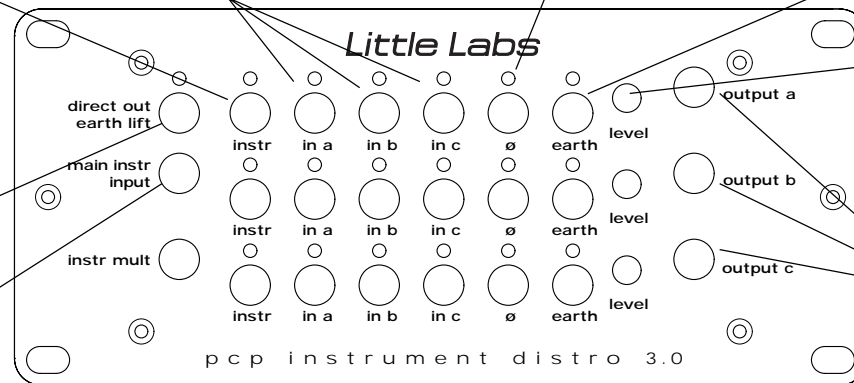 Little Labs
direct out
earth lift
output a
level
instr in a in b in c ø earth
main instr
input
output b
level
instr in a in b in c ø earth
instr mult
output c
level
instr in a in b in c ø earth
pcp instrument distro 3.0